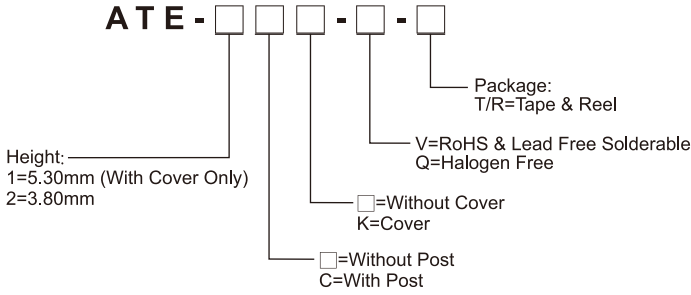 ATE-□□□-□-□
Package:
T/R=Tape & Reel
V=RoHS & Lead Free Solderable
Q=Halogen Free
Height:
1=5.30mm (With Cover Only)
2=3.80mm
□=Without Cover
K=Cover
□=Without Post
C=With Post